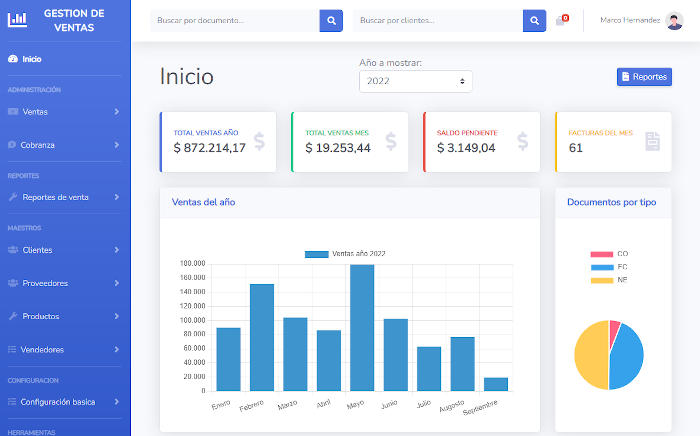 GESTION DE
VENTAS
Inicio
ADMINISTRACIÓN
Ventas
Cobranza
REPORTES
Reportes de venta
MAESTROS
Clientes
Proveedores
Productos
Vendedores
CONFIGURACION
Configuración basica
HERRAMIENTAS
Buscar por documento...
Buscar por clientes...
0
Marco Hernandez
Inicio
Año a mostrar:
2022
Reportes
TOTAL VENTAS AÑO
$ 872.214,17
TOTAL VENTAS MES
$ 19.253,44
SALDO PENDIENTE
$ 3.149,04
FACTURAS DEL MES
61
Ventas del año
Ventas año 2022
180.000
160.000
140.000
120.000
100.000
80.000
60.000
40.000
20.000
0
Enero
Febrero
Marzo
Abril
Mayo
Junio
Julio
Agosto
Septiembre
Documentos por tipo
CO
FC
NE